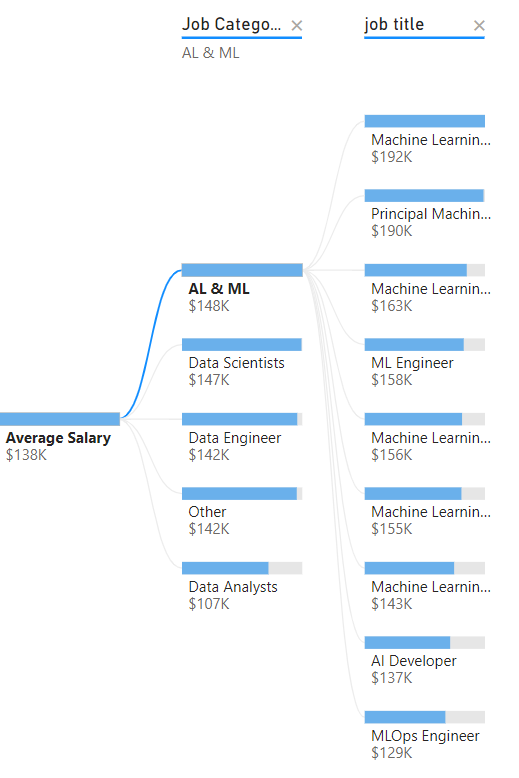 Job Catego... ×
AL & ML
job title ×
Average Salary
$138K
AL & ML
$148K
Data Scientists
$147K
Data Engineer
$142K
Other
$142K
Data Analysts
$107K
Machine Learnin...
$192K
Principal Machin...
$190K
Machine Learnin...
$163K
ML Engineer
$158K
Machine Learnin...
$156K
Machine Learnin...
$155K
Machine Learnin...
$143K
AI Developer
$137K
MLOps Engineer
$129K